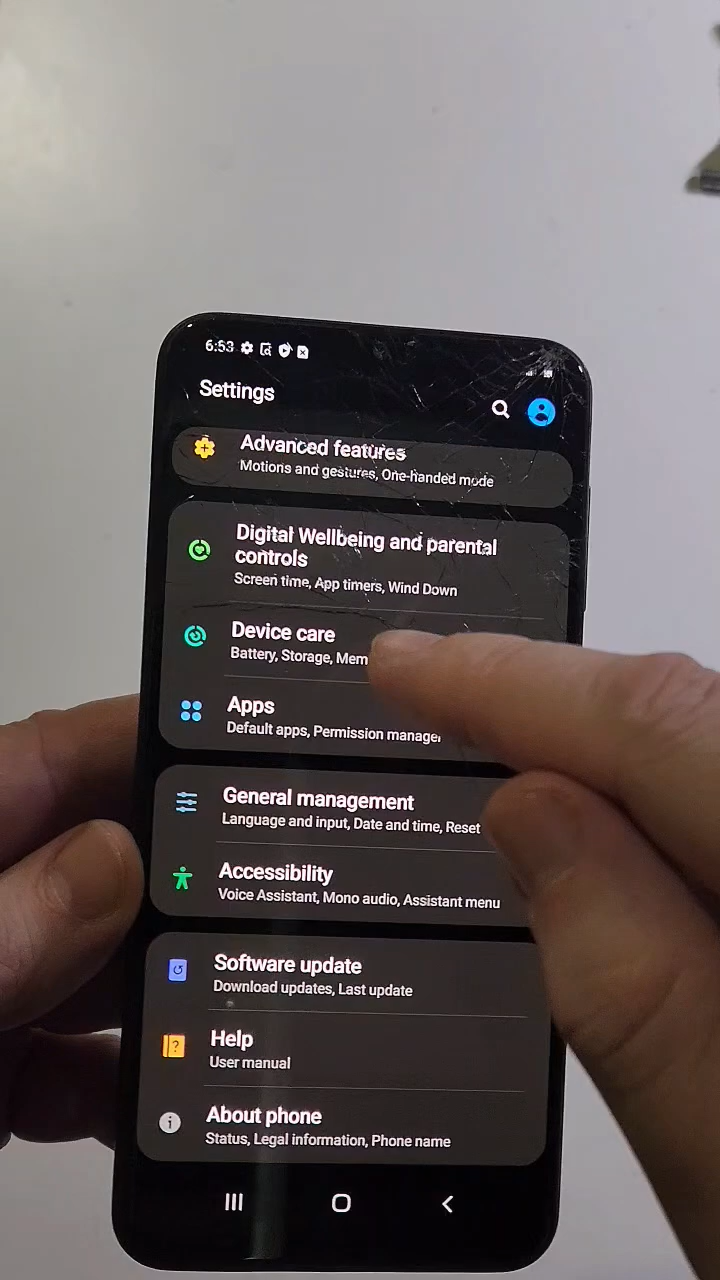 6:53
Settings
Advanced features
Motions and gestures, One-handed mode
Digital Wellbeing and parental
controls
Screen time, App timers, Wind Down
Device care
Battery, Storage, Mem
Apps
Default apps, Permission manager
General management
Language and input, Date and time, Reset
Accessibility
Voice Assistant, Mono audio, Assistant menu
Software update
Download updates, Last update
Help
User manual
About phone
Status, Legal information, Phone name